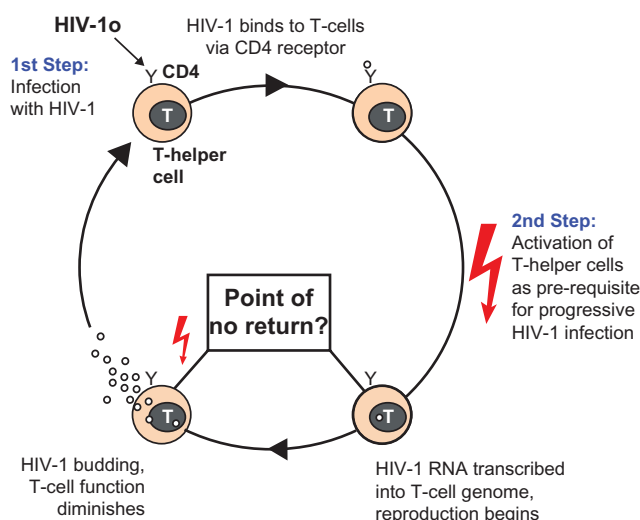 HIV-1o
1st Step:
Infection
with HIV-1
Y CD4
T
T-helper
cell
HIV-1 binds to T-cells
via CD4 receptor
Y
T
2nd Step:
Activation of
T-helper cells
as pre-requisite
for progressive
HIV-1 infection
Point of
no return?
Y
T
HIV-1 RNA transcribed
into T-cell genome,
reproduction begins
Y
T
HIV-1 budding,
T-cell function
diminishes